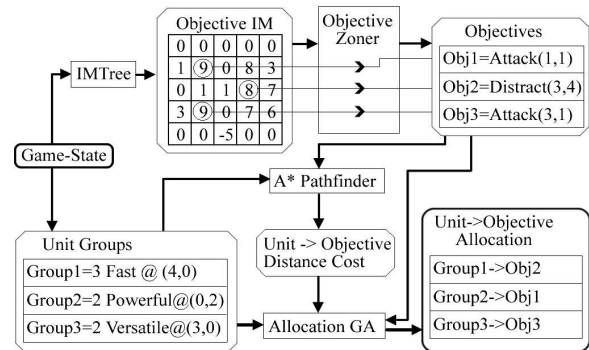 Objective IM
0 0 0 0 0
1 9 0 8 3
0 1 1 8 7
3 9 0 7 6
0 0 -5 0 0
Objective
Zoner
Objectives
Obj1=Attack(1,1)
Obj2=Distract(3,4)
Obj3=Attack(3,1)
IMTree
Game-State
A* Pathfinder
Unit Groups
Group1=3 Fast @ (4,0)
Group2=2 Powerful@(0,2)
Group3=2 Versatile@(3,0)
Unit -> Objective
Distance Cost
Allocation GA
Unit->Objective
Allocation
Group1->Obj2
Group2->Obj1
Group3->Obj3